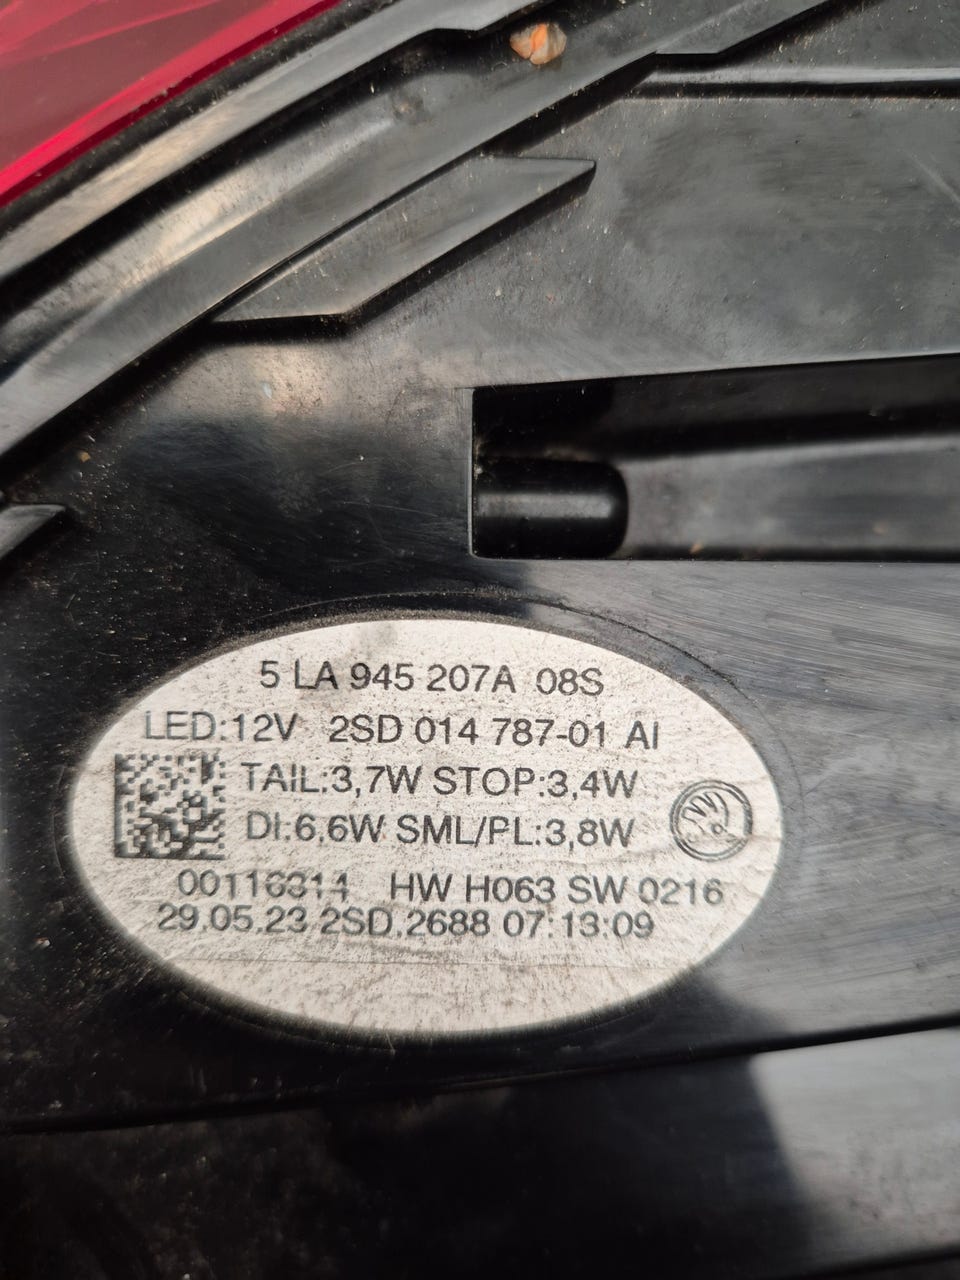 5 LA 945 207A 08S
LED:12V 2SD 014 787-01 AI
TAIL:3,7W STOP:3,4W
DI:6,6W SML/PL:3,8W
00116314 HW H063 SW 0216
29.05.23 2SD.2688 07:13:09